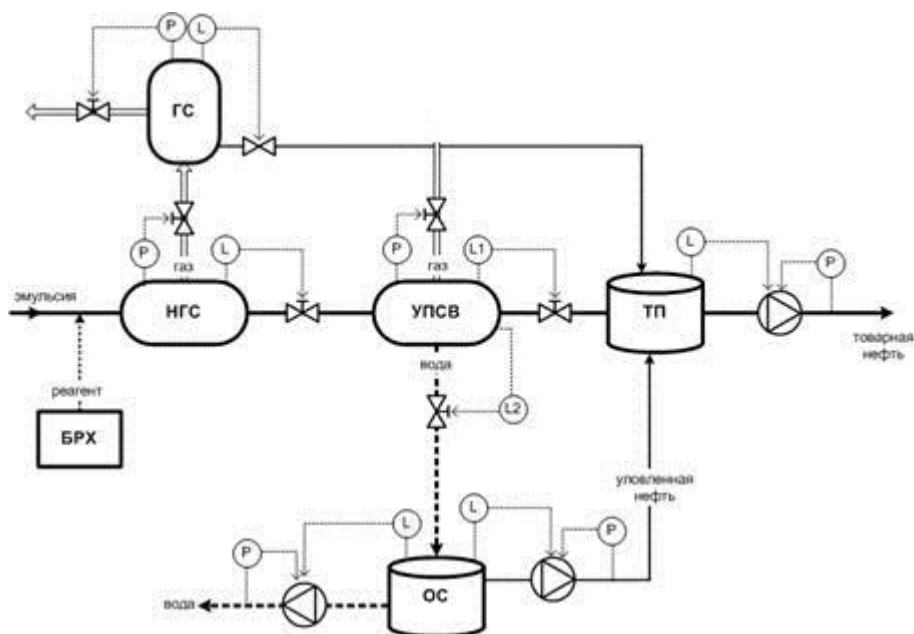 P
L
ГС
P
газ
L
P
газ
L1
L
P
эмульсия
НГС
УПСВ
ТП
товарная
нефть
реагент
вода
L2
БРХ
уловленная
нефть
P
L
L
P
вода
ОС